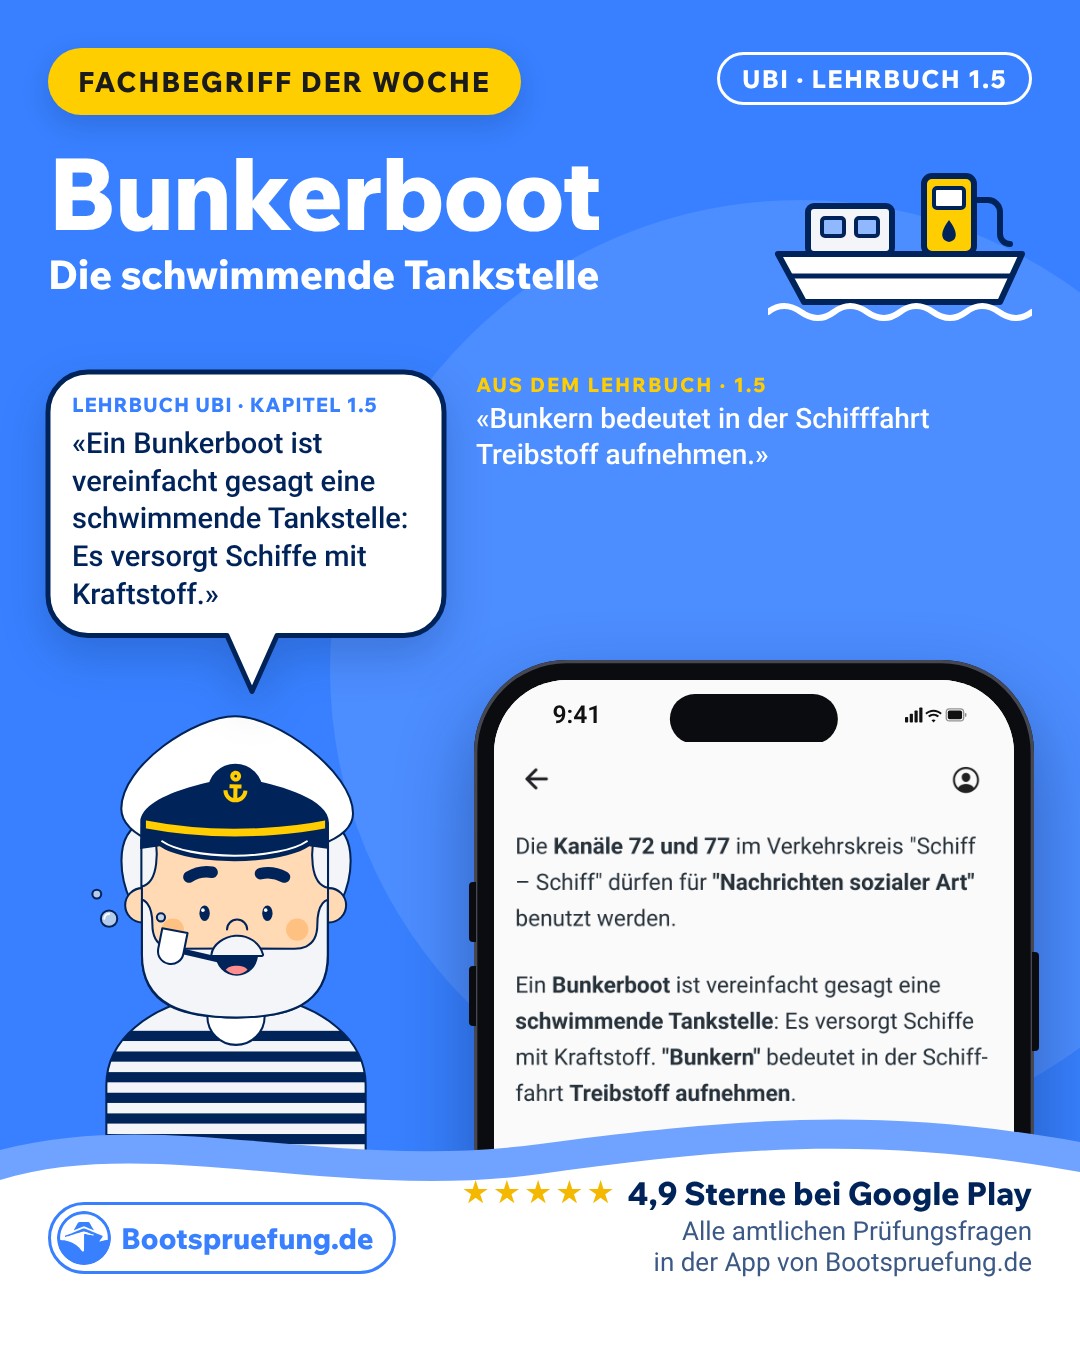 FACHBEGRIFF DER WOCHE
UBI · LEHRBUCH 1.5
Bunkerboot
Die schwimmende Tankstelle
LEHRBUCH UBI · KAPITEL 1.5
«Ein Bunkerboot ist
vereinfacht gesagt eine
schwimmende Tankstelle:
Es versorgt Schiffe mit
Kraftstoff.»
AUS DEM LEHRBUCH · 1.5
«Bunkern bedeutet in der Schifffahrt
Treibstoff aufnehmen.»
9:41
Die Kanäle 72 und 77 im Verkehrskreis "Schiff
– Schiff" dürfen für "Nachrichten sozialer Art"
benutzt werden.
Ein Bunkerboot ist vereinfacht gesagt eine
schwimmende Tankstelle: Es versorgt Schiffe
mit Kraftstoff. "Bunkern" bedeutet in der Schiff-
fahrt Treibstoff aufnehmen.
★★★★★ 4,9 Sterne bei Google Play
Alle amtlichen Prüfungsfragen
in der App von Bootspruefung.de
Bootspruefung.de